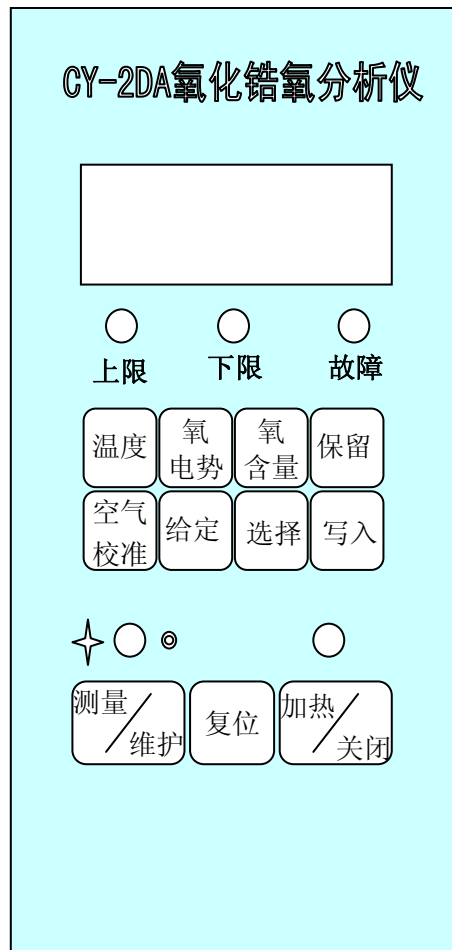 CY-2DA氧化锆氧分析仪
上限 下限 故障
温度 氧电势 氧含量 保留
空气校准 给定 选择 写入
测量/维护 复位 加热/关闭